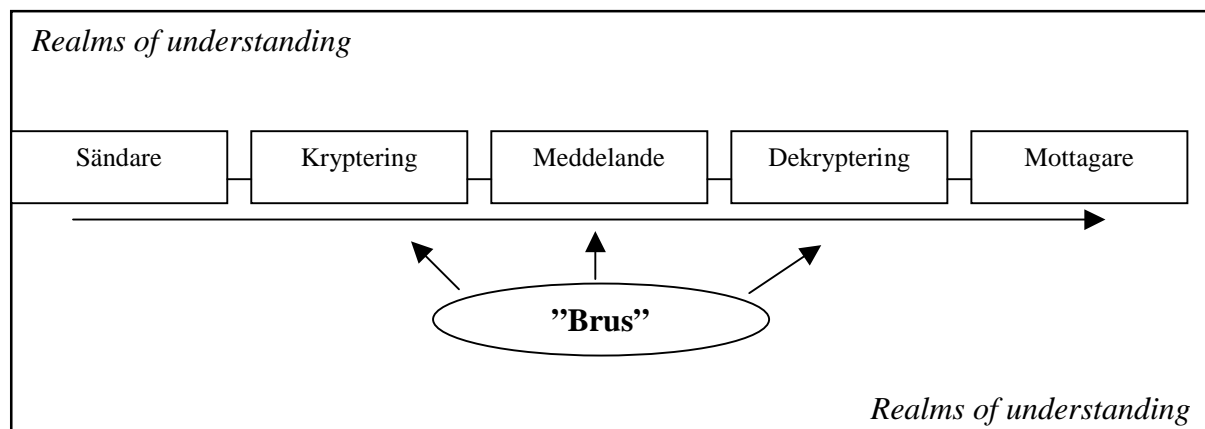 Realms of understanding
Sändare Kryptering Meddelande Dekryptering Mottagare
”Brus”
Realms of understanding